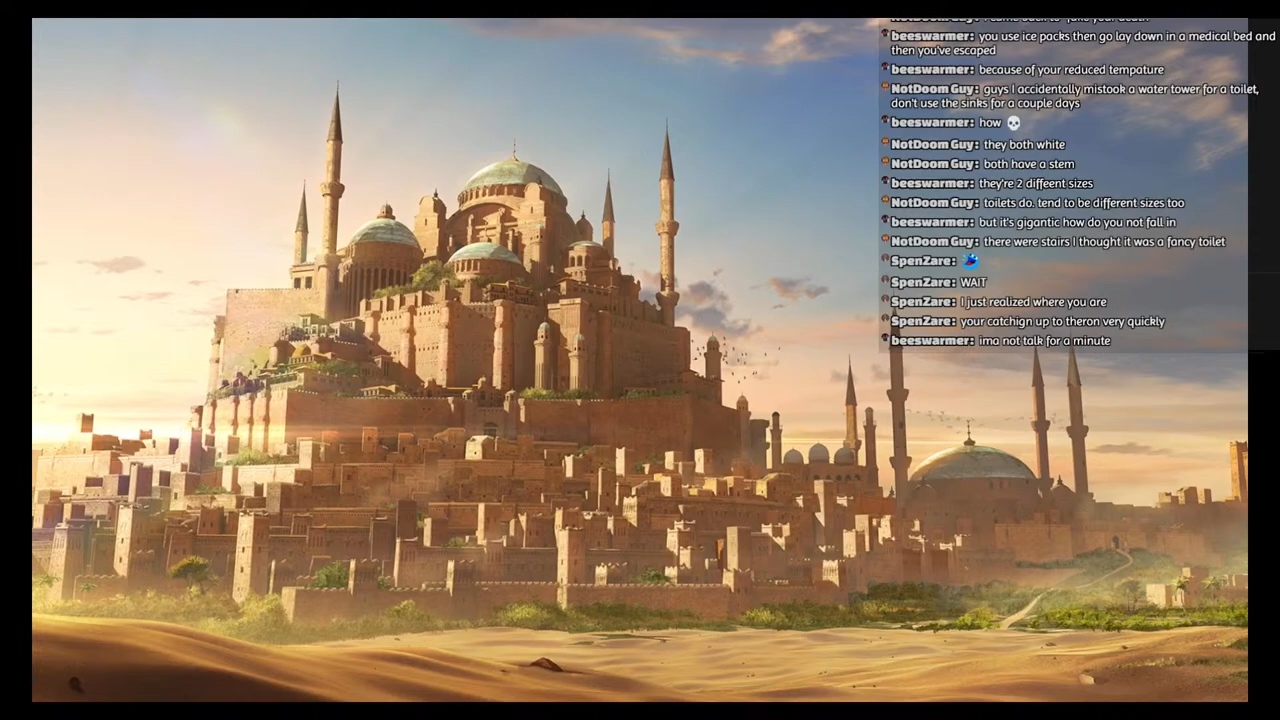 beeswarmer: you use ice packs then go lay down in a medical bed and
then you've escaped
beeswarmer: because of your reduced tempature
NotDoom Guy: guys I accidentally mistook a water tower for a toilet,
don't use the sinks for a couple days
beeswarmer: how 💀
NotDoom Guy: they both white
NotDoom Guy: both have a stem
beeswarmer: they're 2 diffeent sizes
NotDoom Guy: toilets do. tend to be different sizes too
beeswarmer: but it's gigantic how do you not fall in
NotDoom Guy: there were stairs I thought it was a fancy toilet
SpenZare:
SpenZare: WAIT
SpenZare: I just realized where you are
SpenZare: your catchign up to theron very quickly
beeswarmer: ima not talk for a minute